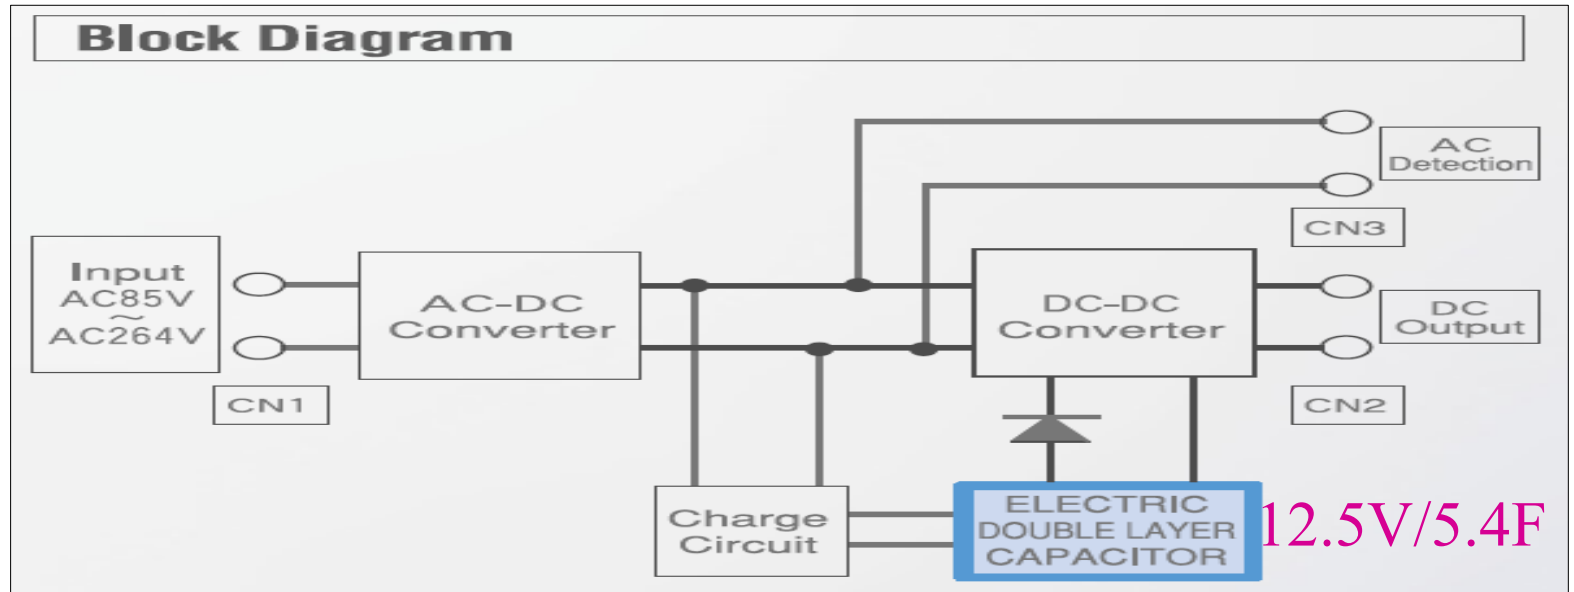 Block Diagram
AC
Detection
CN3
Input
AC85V
~
AC264V
AC-DC
Converter
DC-DC
Converter
DC
Output
CN1
CN2
Charge
Circuit
ELECTRIC
DOUBLE LAYER
CAPACITOR
12.5V/5.4F